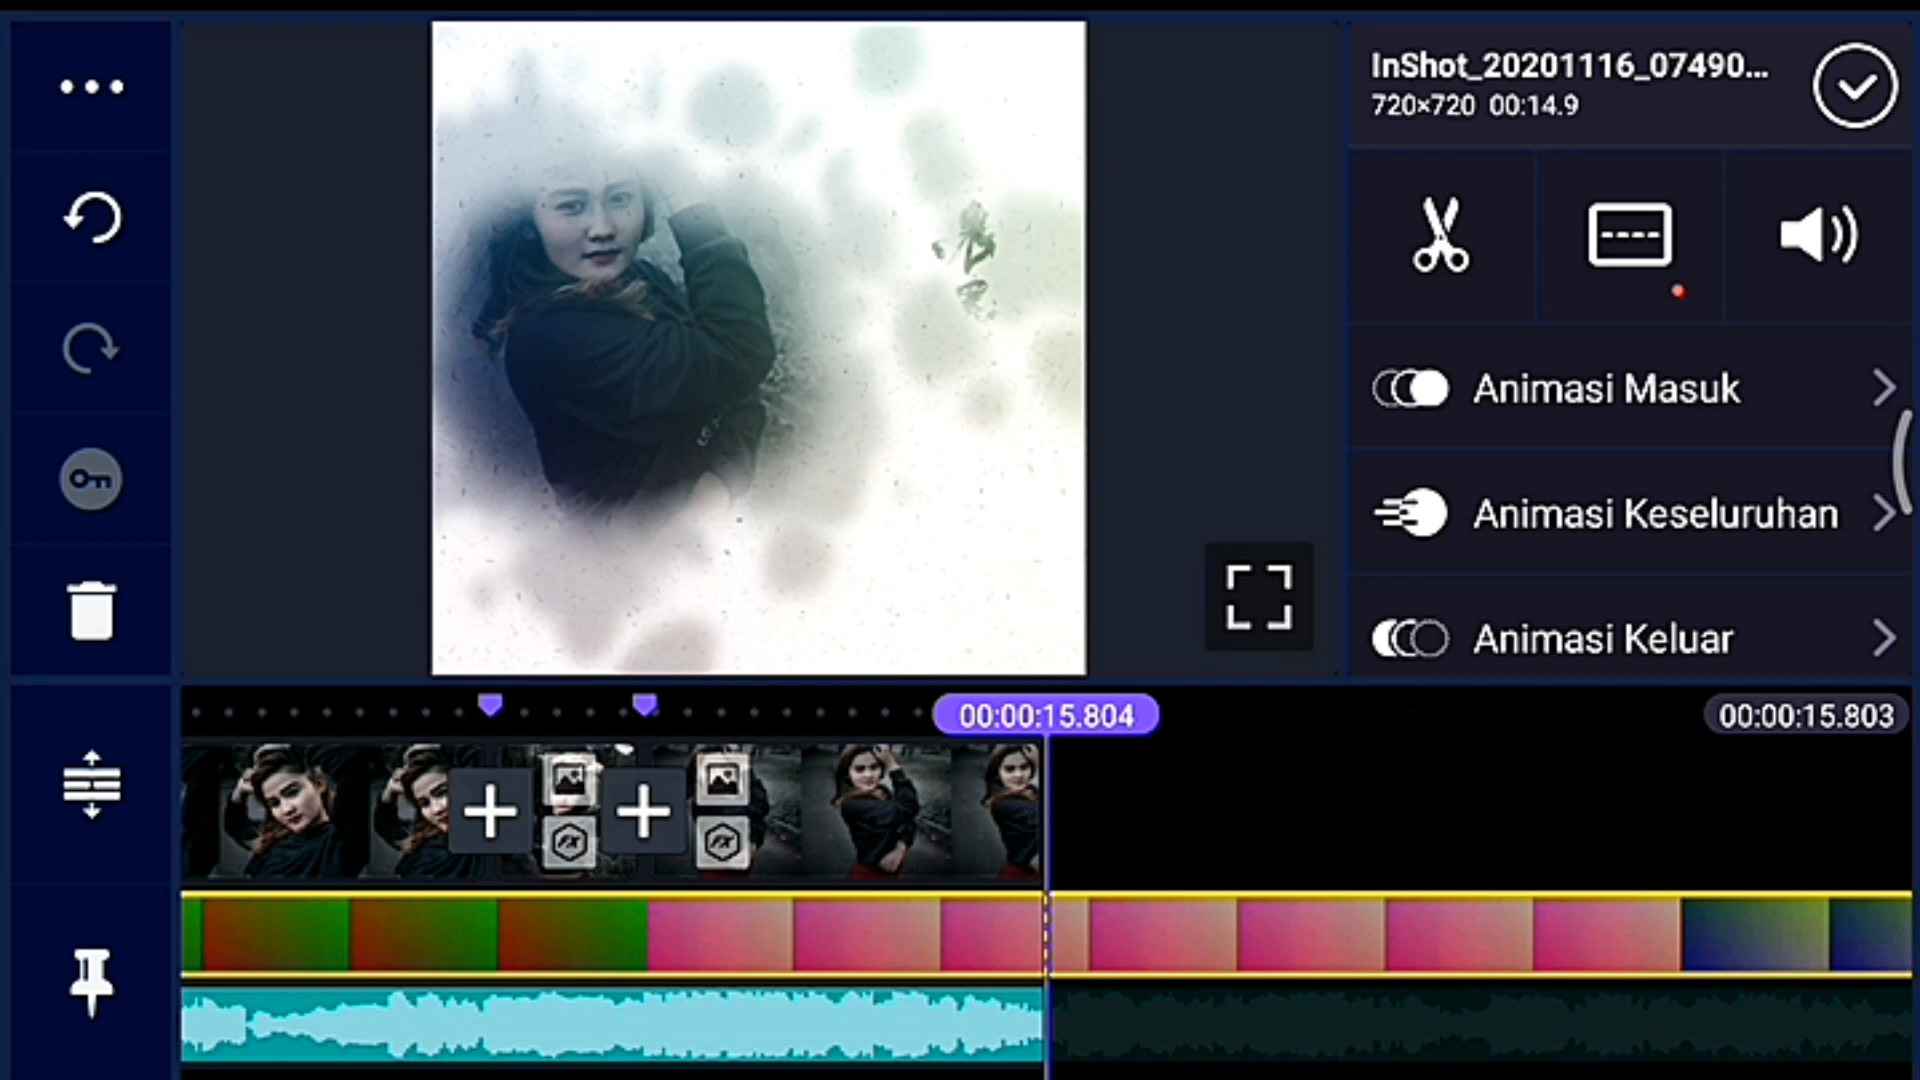 InShot_20201116_07490...
720×720 00:14.9
Animasi Masuk
Animasi Keseluruhan
Animasi Keluar
00:00:15.804
00:00:15.803